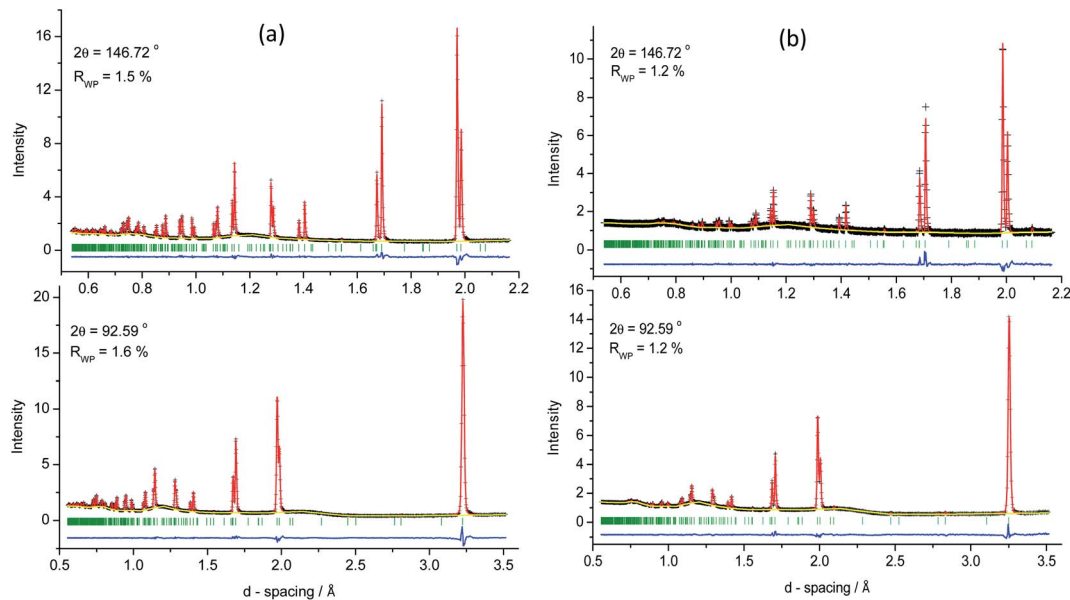 (a)
2θ = 146.72 °
R_WP = 1.5 %
Intensity
16
12
8
4
0
0.6 0.8 1.0 1.2 1.4 1.6 1.8 2.0 2.2
(b)
2θ = 146.72 °
R_WP = 1.2 %
Intensity
10
8
6
4
2
0
0.6 0.8 1.0 1.2 1.4 1.6 1.8 2.0 2.2
2θ = 92.59 °
R_WP = 1.6 %
Intensity
20
15
10
5
0
0.5 1.0 1.5 2.0 2.5 3.0 3.5
d - spacing / Å
2θ = 92.59 °
R_WP = 1.2 %
Intensity
16
14
12
10
8
6
4
2
0
0.5 1.0 1.5 2.0 2.5 3.0 3.5
d - spacing / Å